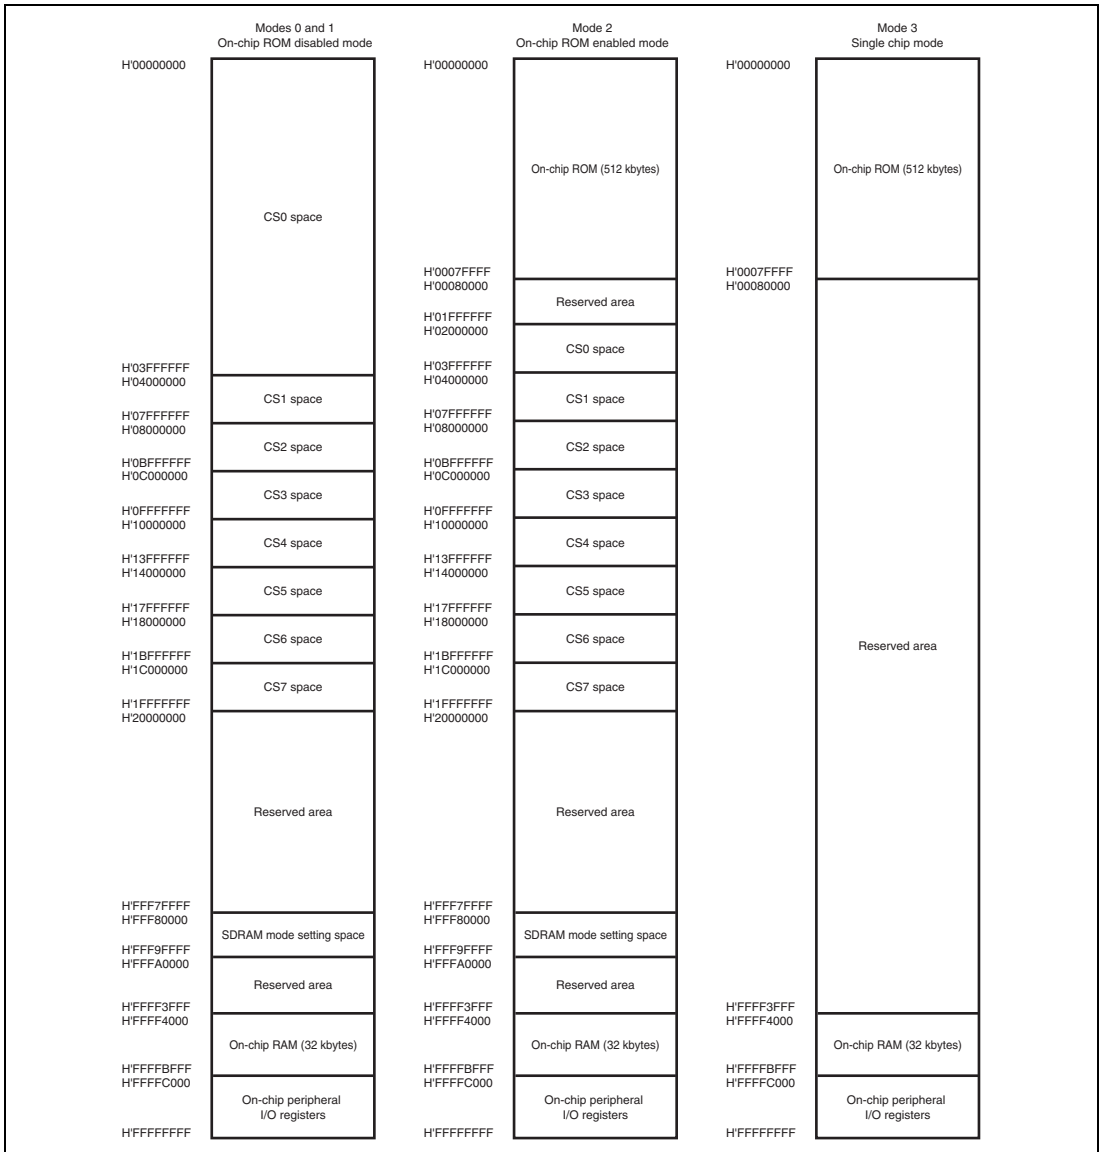 Modes 0 and 1
On-chip ROM disabled mode
H'00000000
CS0 space
H'03FFFFFF
H'04000000
CS1 space
H'07FFFFFF
H'08000000
CS2 space
H'0BFFFFFF
H'0C000000
CS3 space
H'0FFFFFFF
H'10000000
CS4 space
H'13FFFFFF
H'14000000
CS5 space
H'17FFFFFF
H'18000000
CS6 space
H'1BFFFFFF
H'1C000000
CS7 space
H'1FFFFFFF
H'20000000
Reserved area
H'FFF7FFFF
H'FFF80000
SDRAM mode setting space
H'FFF9FFFF
H'FFFA0000
Reserved area
H'FFFF3FFF
H'FFFF4000
On-chip RAM (32 kbytes)
H'FFFFBFFF
H'FFFFC000
On-chip peripheral
I/O registers
H'FFFFFFFF
Mode 2
On-chip ROM enabled mode
H'00000000
On-chip ROM (512 kbytes)
H'0007FFFF
H'00080000
Reserved area
H'01FFFFFF
H'02000000
CS0 space
H'03FFFFFF
H'04000000
CS1 space
H'07FFFFFF
H'08000000
CS2 space
H'0BFFFFFF
H'0C000000
CS3 space
H'0FFFFFFF
H'10000000
CS4 space
H'13FFFFFF
H'14000000
CS5 space
H'17FFFFFF
H'18000000
CS6 space
H'1BFFFFFF
H'1C000000
CS7 space
H'1FFFFFFF
H'20000000
Reserved area
H'FFF7FFFF
H'FFF80000
SDRAM mode setting space
H'FFF9FFFF
H'FFFA0000
Reserved area
H'FFFF3FFF
H'FFFF4000
On-chip RAM (32 kbytes)
H'FFFFBFFF
H'FFFFC000
On-chip peripheral
I/O registers
H'FFFFFFFF
Mode 3
Single chip mode
H'00000000
On-chip ROM (512 kbytes)
H'0007FFFF
H'00080000
Reserved area
H'FFFF3FFF
H'FFFF4000
On-chip RAM (32 kbytes)
H'FFFFBFFF
H'FFFFC000
On-chip peripheral
I/O registers
H'FFFFFFFF